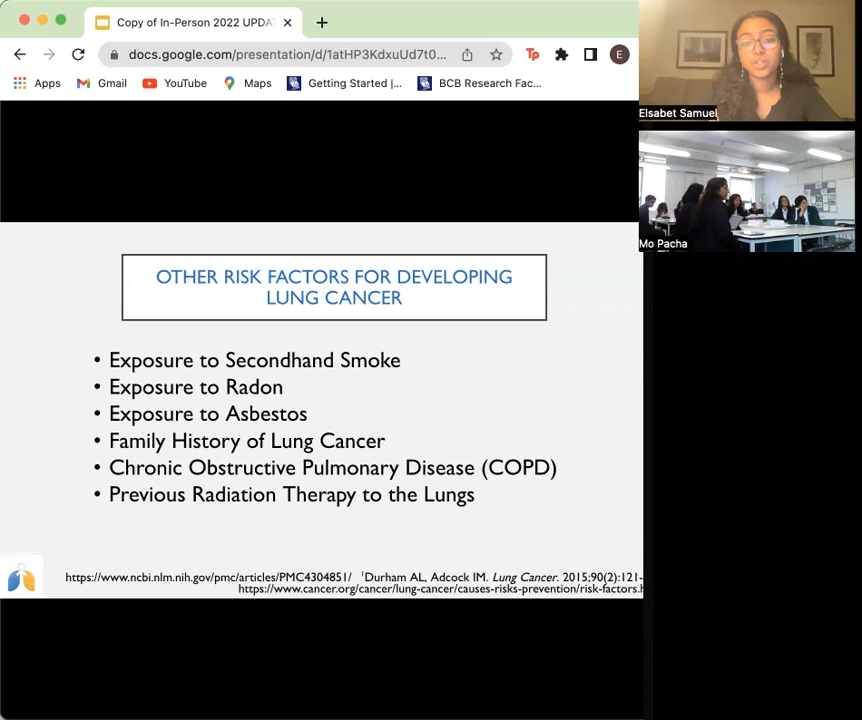 Copy of In-Person 2022 UPDA
docs.google.com/presentation/d/1atHP3KdxuUd7t0...
Tp
E
Apps
Gmail
YouTube
Maps
Getting Started |...
BCB Research Fac...
Elsabet Samuel
Mo Pacha
OTHER RISK FACTORS FOR DEVELOPING
LUNG CANCER
• Exposure to Secondhand Smoke
• Exposure to Radon
• Exposure to Asbestos
• Family History of Lung Cancer
• Chronic Obstructive Pulmonary Disease (COPD)
• Previous Radiation Therapy to the Lungs
https://www.ncbi.nlm.nih.gov/pmc/articles/PMC4304851/ ¹Durham AL, Adcock IM. Lung Cancer. 2015;90(2):121-
https://www.cancer.org/cancer/lung-cancer/causes-risks-prevention/risk-factors.h